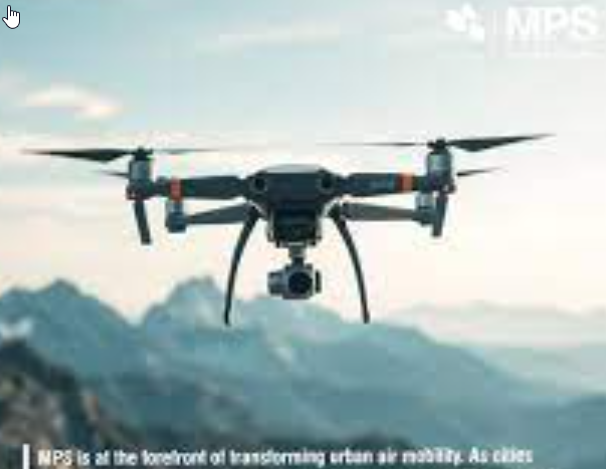 MPS
MPS is at the forefront of transforming urban air mobility. As cities